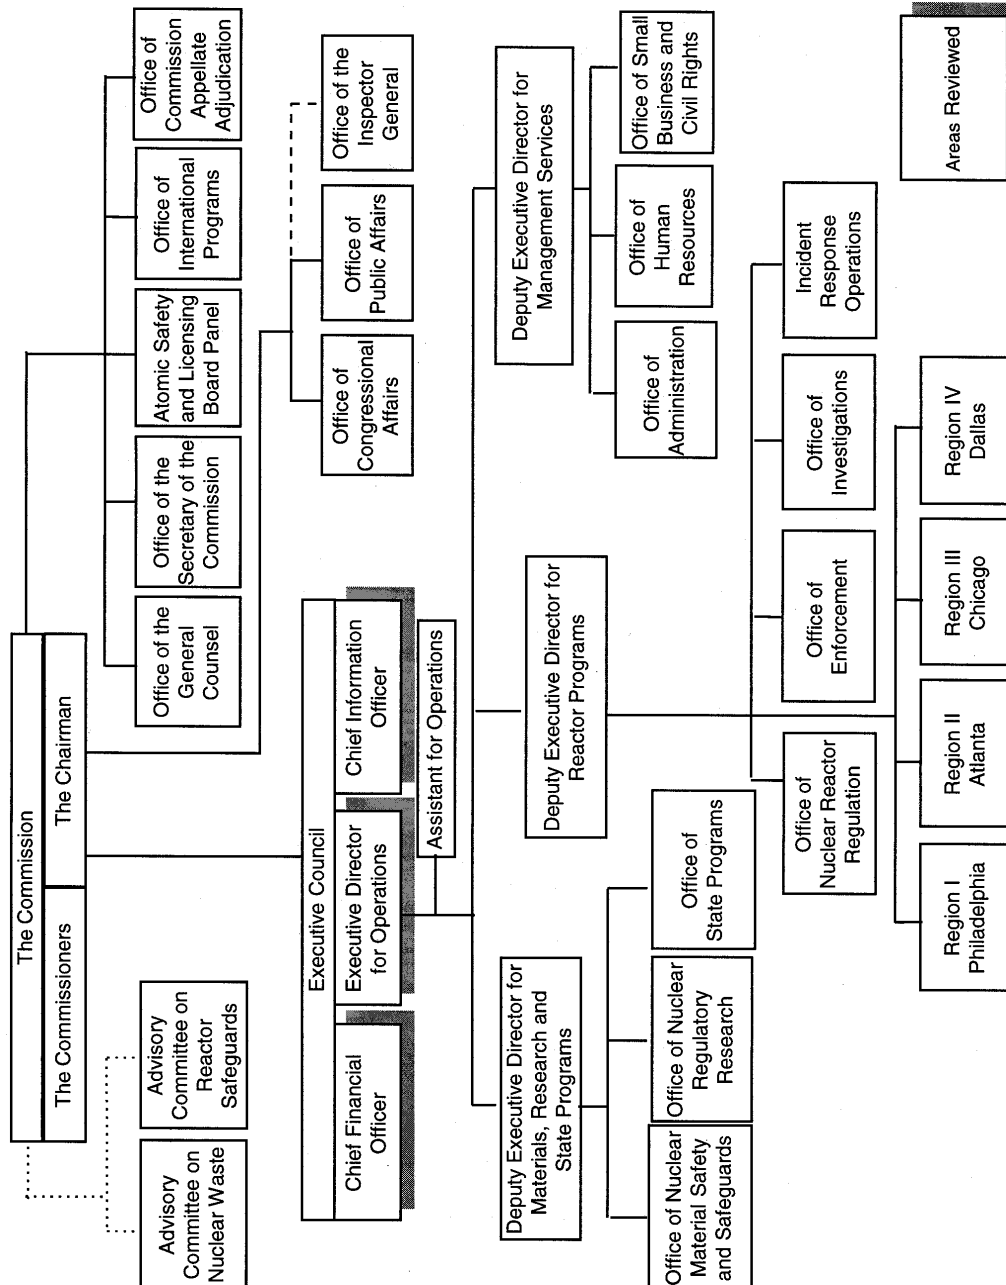 The Commission
The Commissioners
The Chairman
Advisory
Committee on
Nuclear Waste
Advisory
Committee on
Reactor
Safeguards
Office of the
General
Counsel
Office of the
Secretary of the
Commission
Atomic Safety
and Licensing
Board Panel
Office of
International
Programs
Office of
Commission
Appellate
Adjudication
Office of
Congressional
Affairs
Office of
Public Affairs
Office of the
Inspector
General
Executive Council
Chief Financial
Officer
Executive Director
for Operations
Chief Information
Officer
Assistant for Operations
Deputy Executive Director for
Materials, Research and
State Programs
Deputy Executive Director for
Reactor Programs
Deputy Executive Director for
Management Services
Office of Nuclear
Material Safety
and Safeguards
Office of Nuclear
Regulatory
Research
Office of
State Programs
Office of
Administration
Office of
Human
Resources
Office of Small
Business and
Civil Rights
Office of
Nuclear Reactor
Regulation
Office of
Enforcement
Office of
Investigations
Incident
Response
Operations
Region I
Philadelphia
Region II
Atlanta
Region III
Chicago
Region IV
Dallas
Areas Reviewed